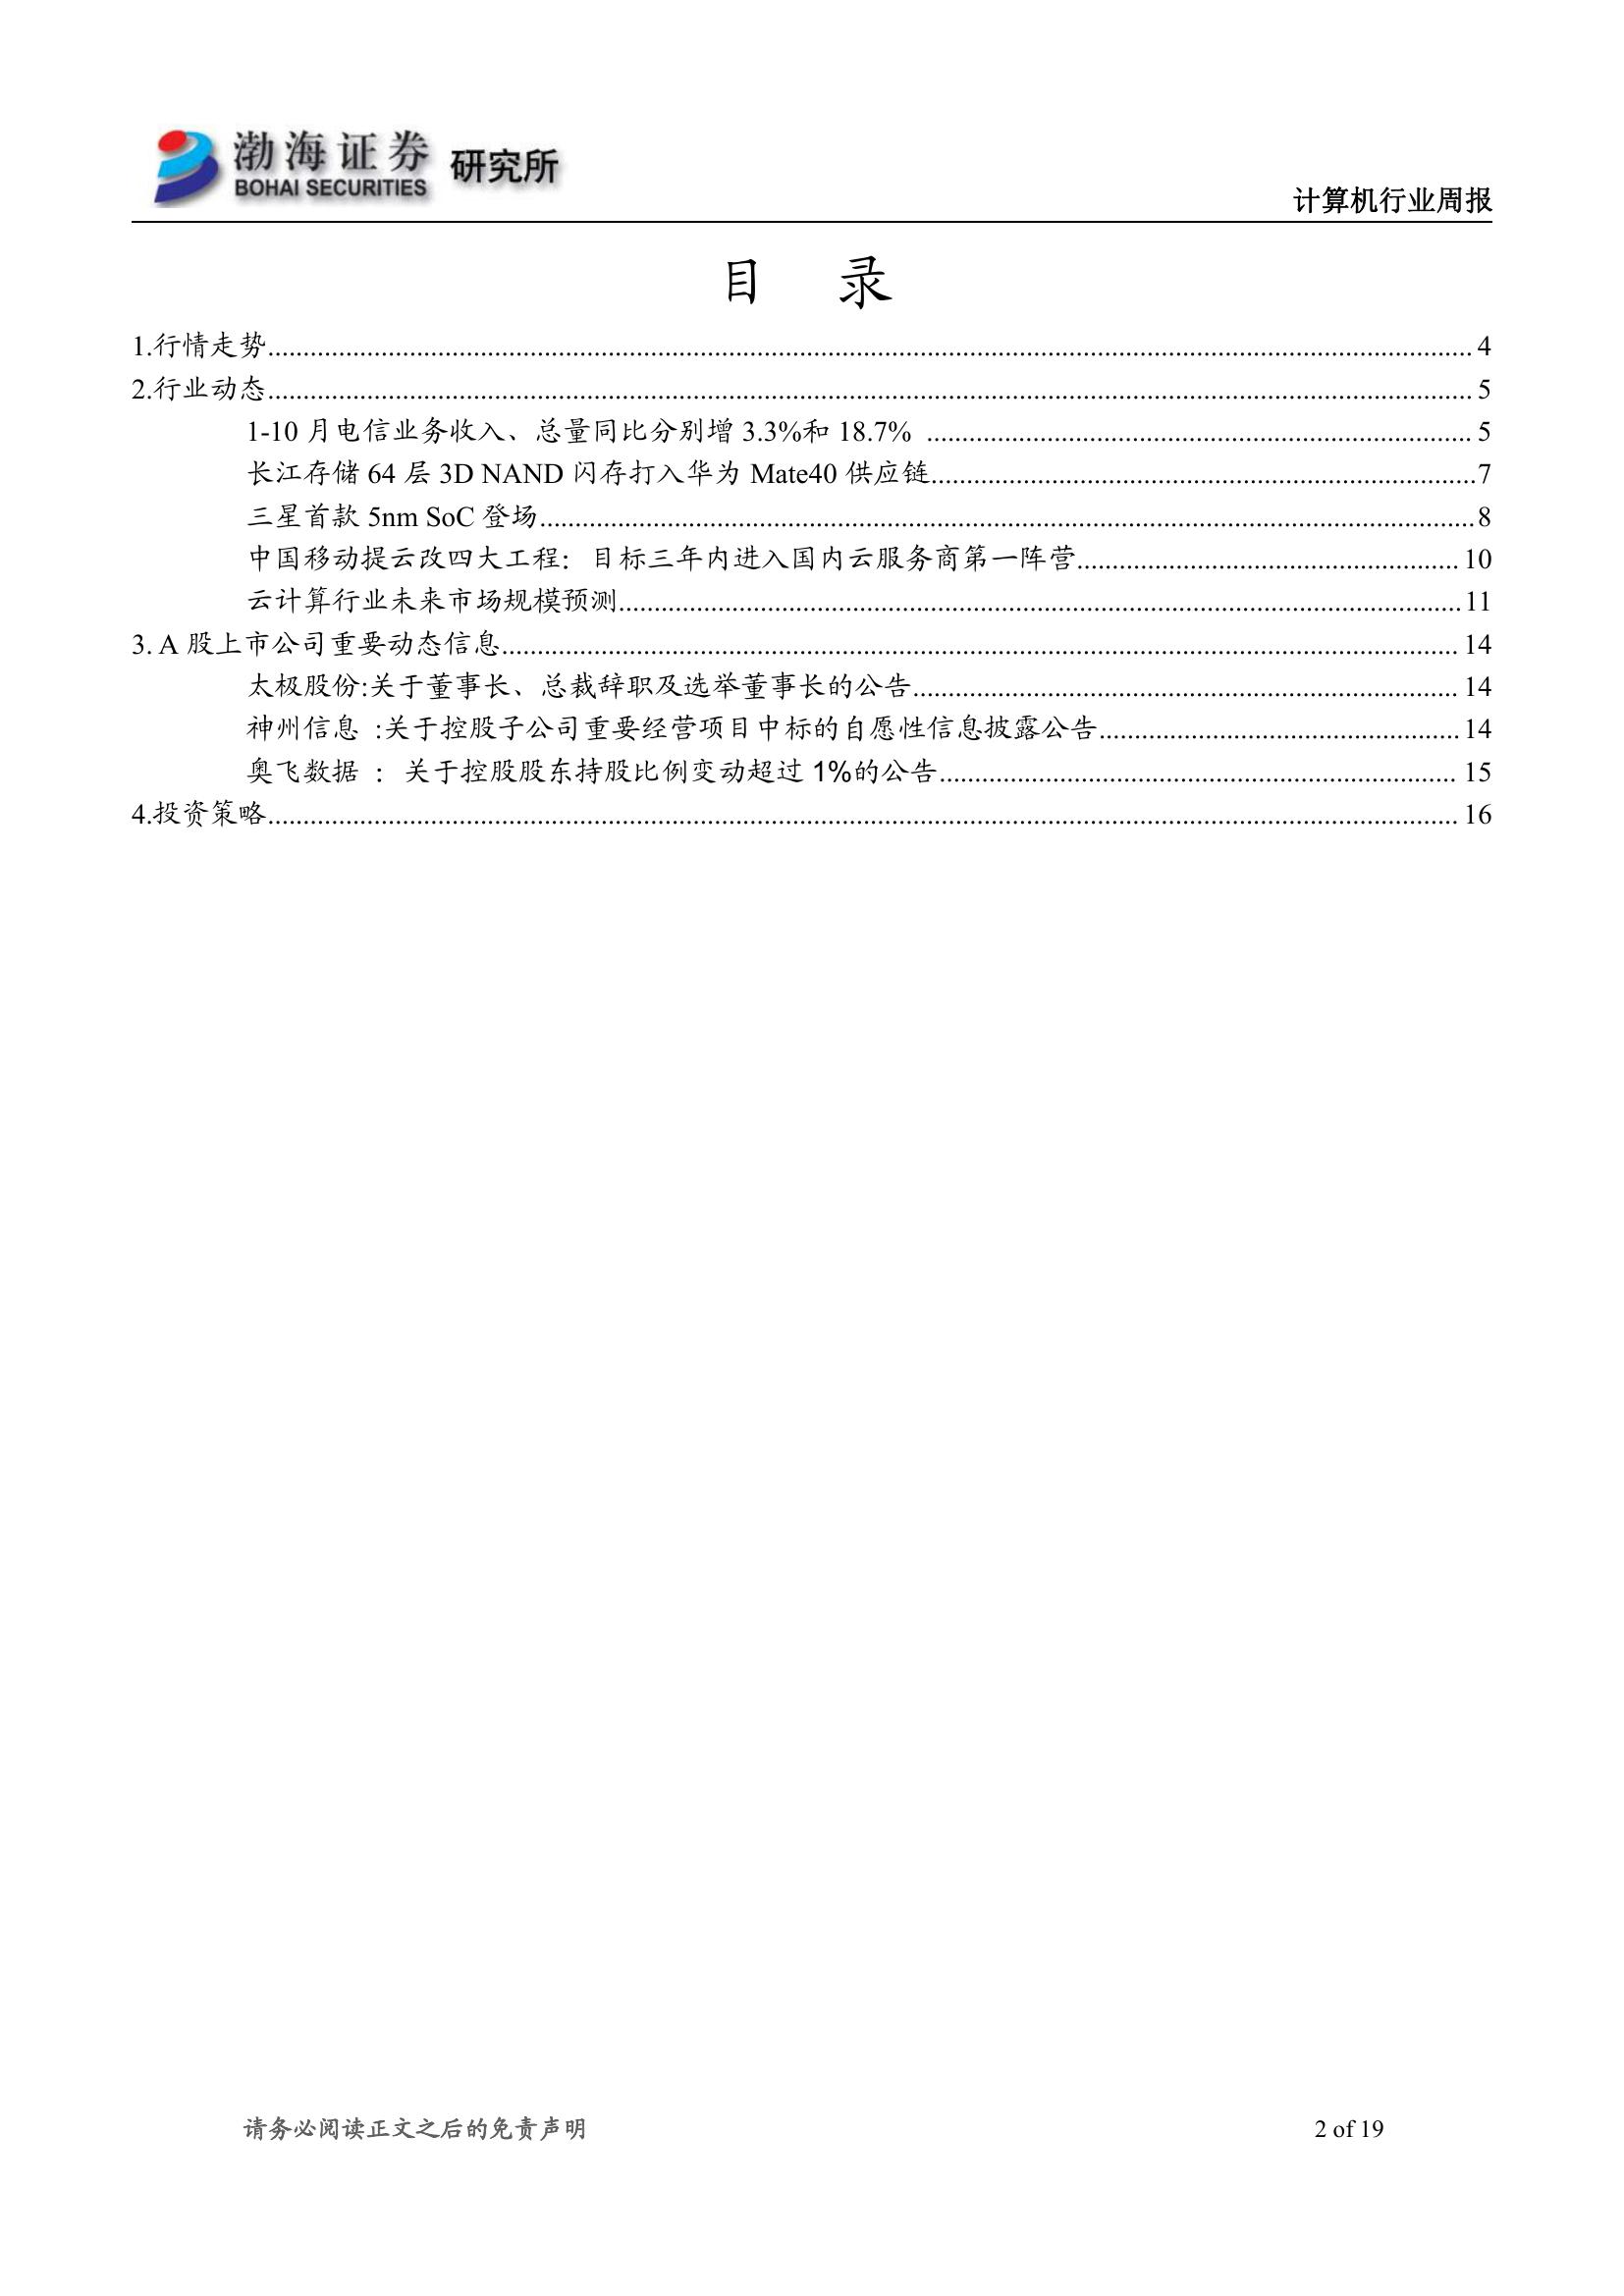 渤海证券 研究所
BOHAI SECURITIES
计算机行业周报
目 录
1.行情走势........................................ 4
2.行业动态........................................ 5
1-10 月电信业务收入、总量同比分别增 3.3%和 18.7% ........................................ 5
长江存储 64 层 3D NAND 闪存打入华为 Mate40 供应链........................................7
三星首款 5nm SoC 登场........................................8
中国移动提云改四大工程：目标三年内进入国内云服务商第一阵营........................................ 10
云计算行业未来市场规模预测........................................11
3. A 股上市公司重要动态信息........................................ 14
太极股份:关于董事长、总裁辞职及选举董事长的公告........................................ 14
神州信息 :关于控股子公司重要经营项目中标的自愿性信息披露公告........................................ 14
奥飞数据 ： 关于控股股东持股比例变动超过 1%的公告........................................ 15
4.投资策略........................................ 16
请务必阅读正文之后的免责声明 2 of 19